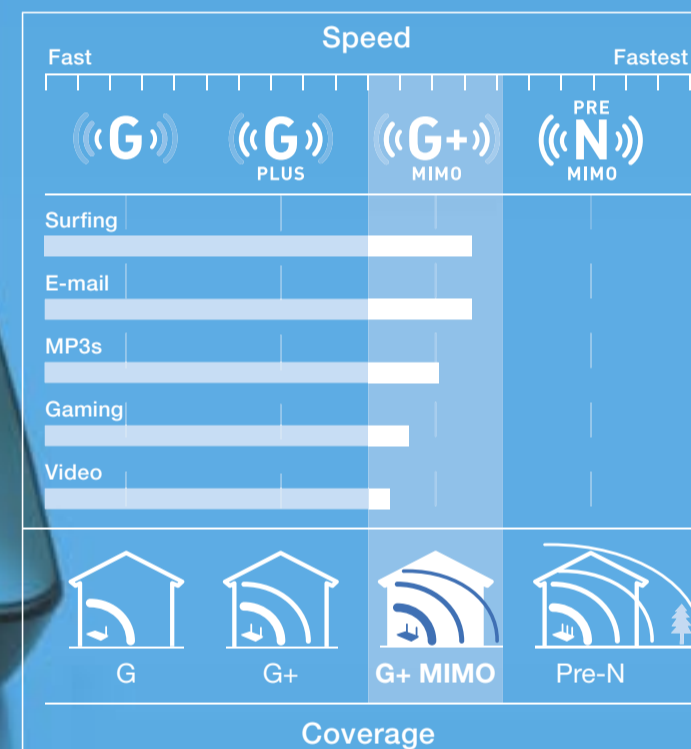 Speed
Fast Fastest
G G G+ PRE N
PLUS MIMO MIMO
Surfing
E-mail
MP3s
Gaming
Video
G G+ G+ MIMO Pre-N
Coverage